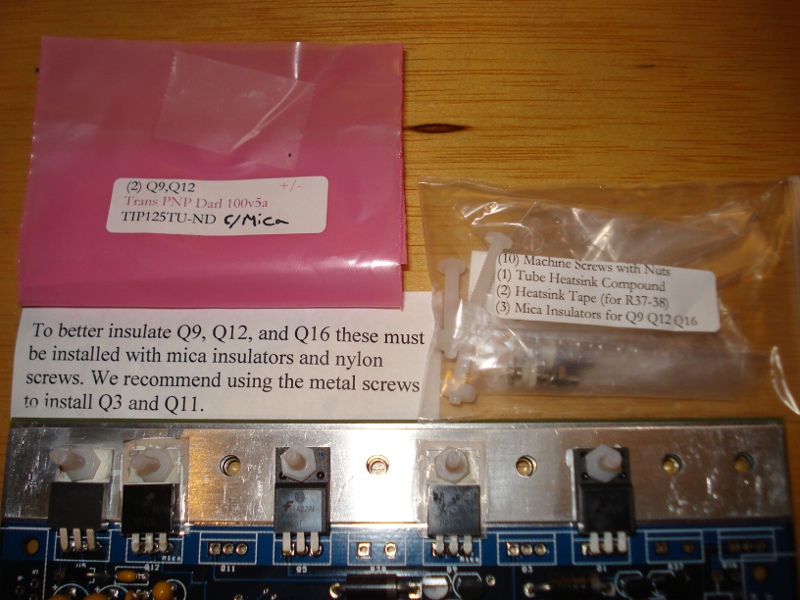 (2) Q9,Q12 +/-
Trans PNP Darl 100v5a
TIP125TU-ND C/Mica
(10) Machine Screws with Nuts
(1) Tube Heatsink Compound
(2) Heatsink Tape (for R37-38)
(3) Mica Insulators for Q9 Q12 Q16
To better insulate Q9, Q12, and Q16 these must
be installed with mica insulators and nylon
screws. We recommend using the metal screws
to install Q3 and Q11.
Mica
Mica
Q12
Q11
Q3